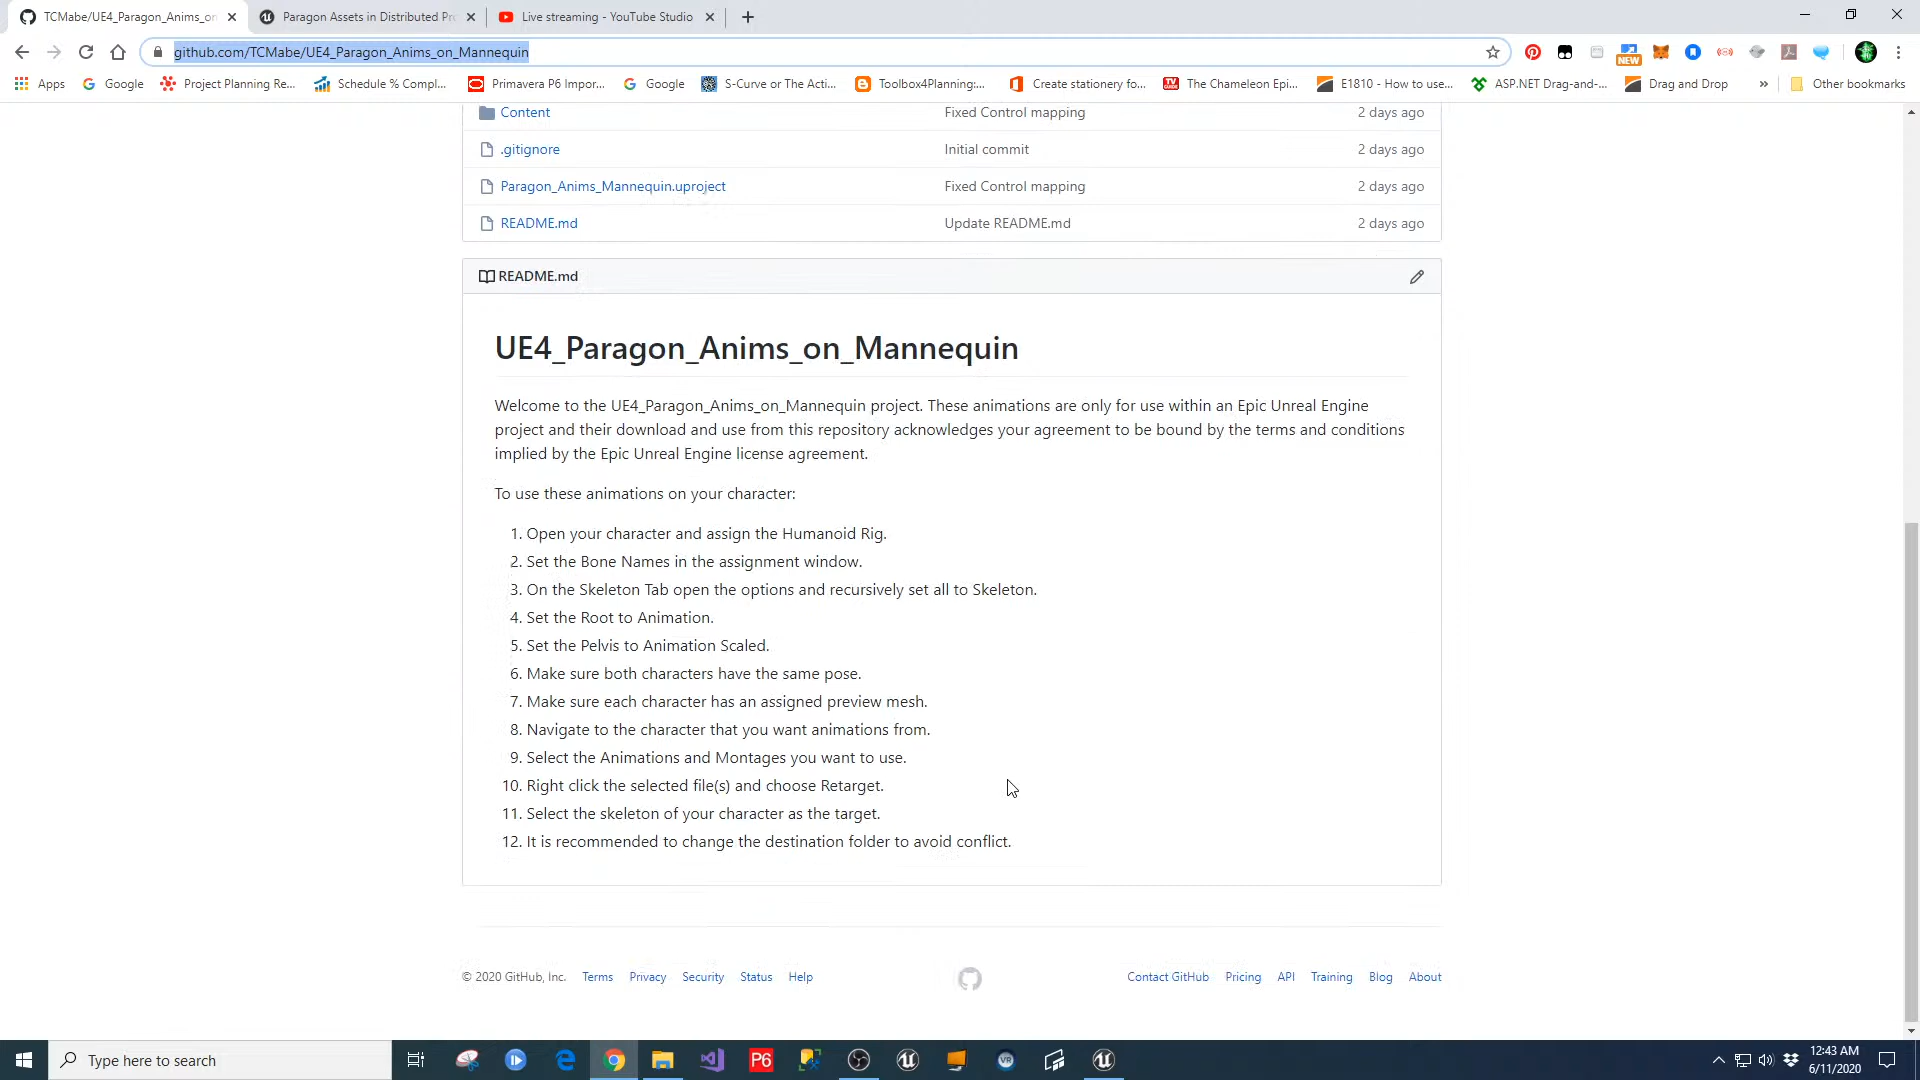 TCMabe/UE4_Paragon_Anims_on
Paragon Assets in Distributed Pr
Live streaming - YouTube Studio
github.com/TCMabe/UE4_Paragon_Anims_on_Mannequin
NEW
Apps
Google
Project Planning Re...
Schedule % Compl...
Primavera P6 Impor...
Google
S-Curve or The Acti...
Toolbox4Planning:...
Create stationery fo...
The Chameleon Epi...
E1810 - How to use...
ASP.NET Drag-and-...
Drag and Drop
»
Other bookmarks
Content Fixed Control mapping 2 days ago
.gitignore Initial commit 2 days ago
Paragon_Anims_Mannequin.uproject Fixed Control mapping 2 days ago
README.md Update README.md 2 days ago
README.md
UE4_Paragon_Anims_on_Mannequin
Welcome to the UE4_Paragon_Anims_on_Mannequin project. These animations are only for use within an Epic Unreal Engine
project and their download and use from this repository acknowledges your agreement to be bound by the terms and conditions
implied by the Epic Unreal Engine license agreement.
To use these animations on your character:
1. Open your character and assign the Humanoid Rig.
2. Set the Bone Names in the assignment window.
3. On the Skeleton Tab open the options and recursively set all to Skeleton.
4. Set the Root to Animation.
5. Set the Pelvis to Animation Scaled.
6. Make sure both characters have the same pose.
7. Make sure each character has an assigned preview mesh.
8. Navigate to the character that you want animations from.
9. Select the Animations and Montages you want to use.
10. Right click the selected file(s) and choose Retarget.
11. Select the skeleton of your character as the target.
12. It is recommended to change the destination folder to avoid conflict.
© 2020 GitHub, Inc. Terms Privacy Security Status Help
Contact GitHub Pricing API Training Blog About
Type here to search
P6
VR
12:43 AM
6/11/2020